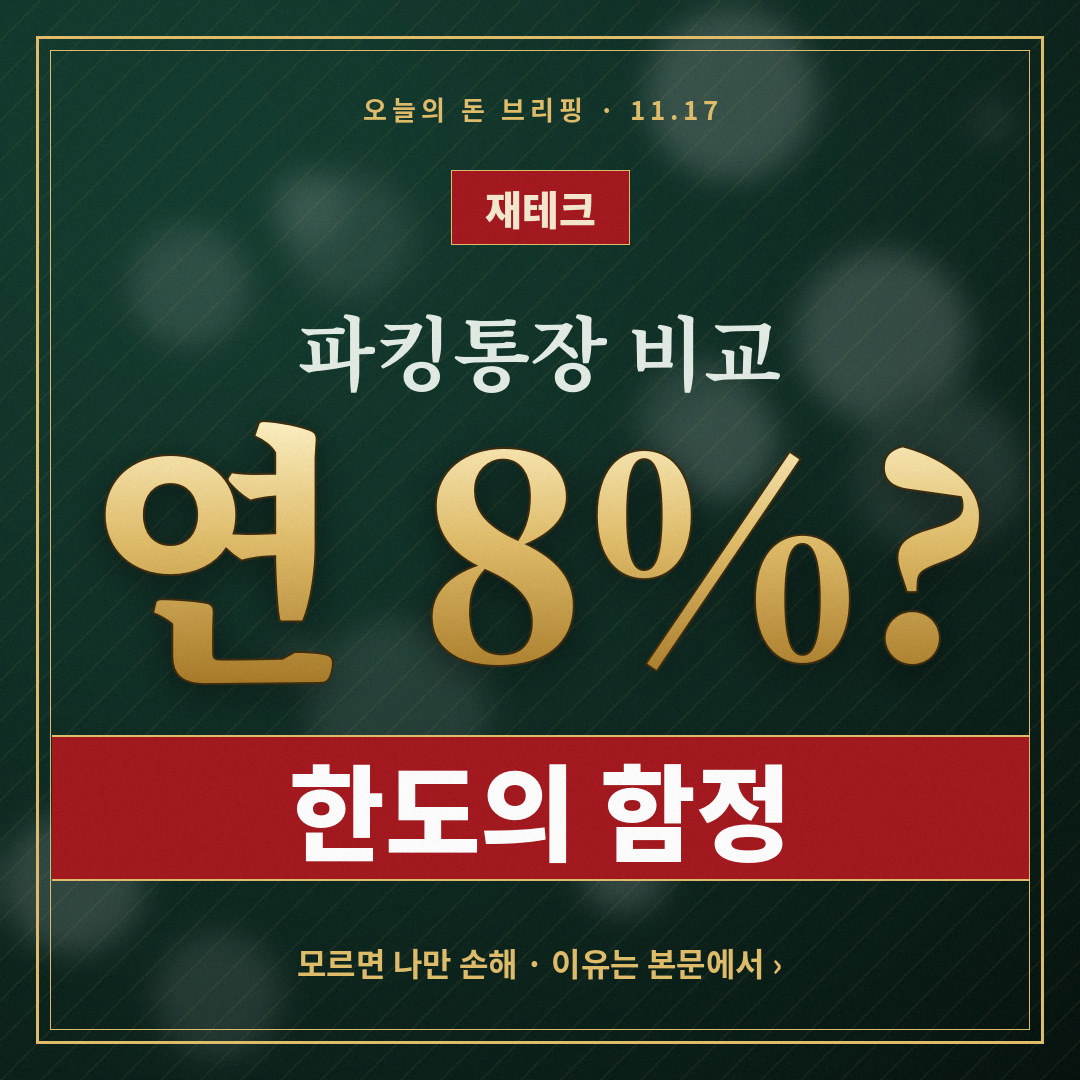 오늘의 돈 브리핑 · 11.17
재테크
파킹통장 비교
연 8%?
한도의 함정
모르면 나만 손해 · 이유는 본문에서 ›